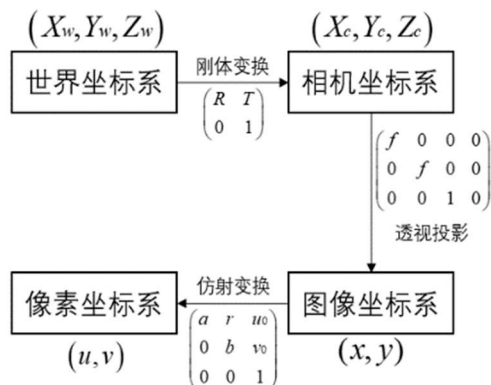 (Xw, Yw, Zw)
世界坐标系
刚体变换
R T
0 1
(Xc, Yc, Zc)
相机坐标系
f 0 0 0
0 f 0 0
0 0 1 0
透视投影
图像坐标系
(x, y)
仿射变换
a r u0
0 b v0
0 0 1
像素坐标系
(u, v)